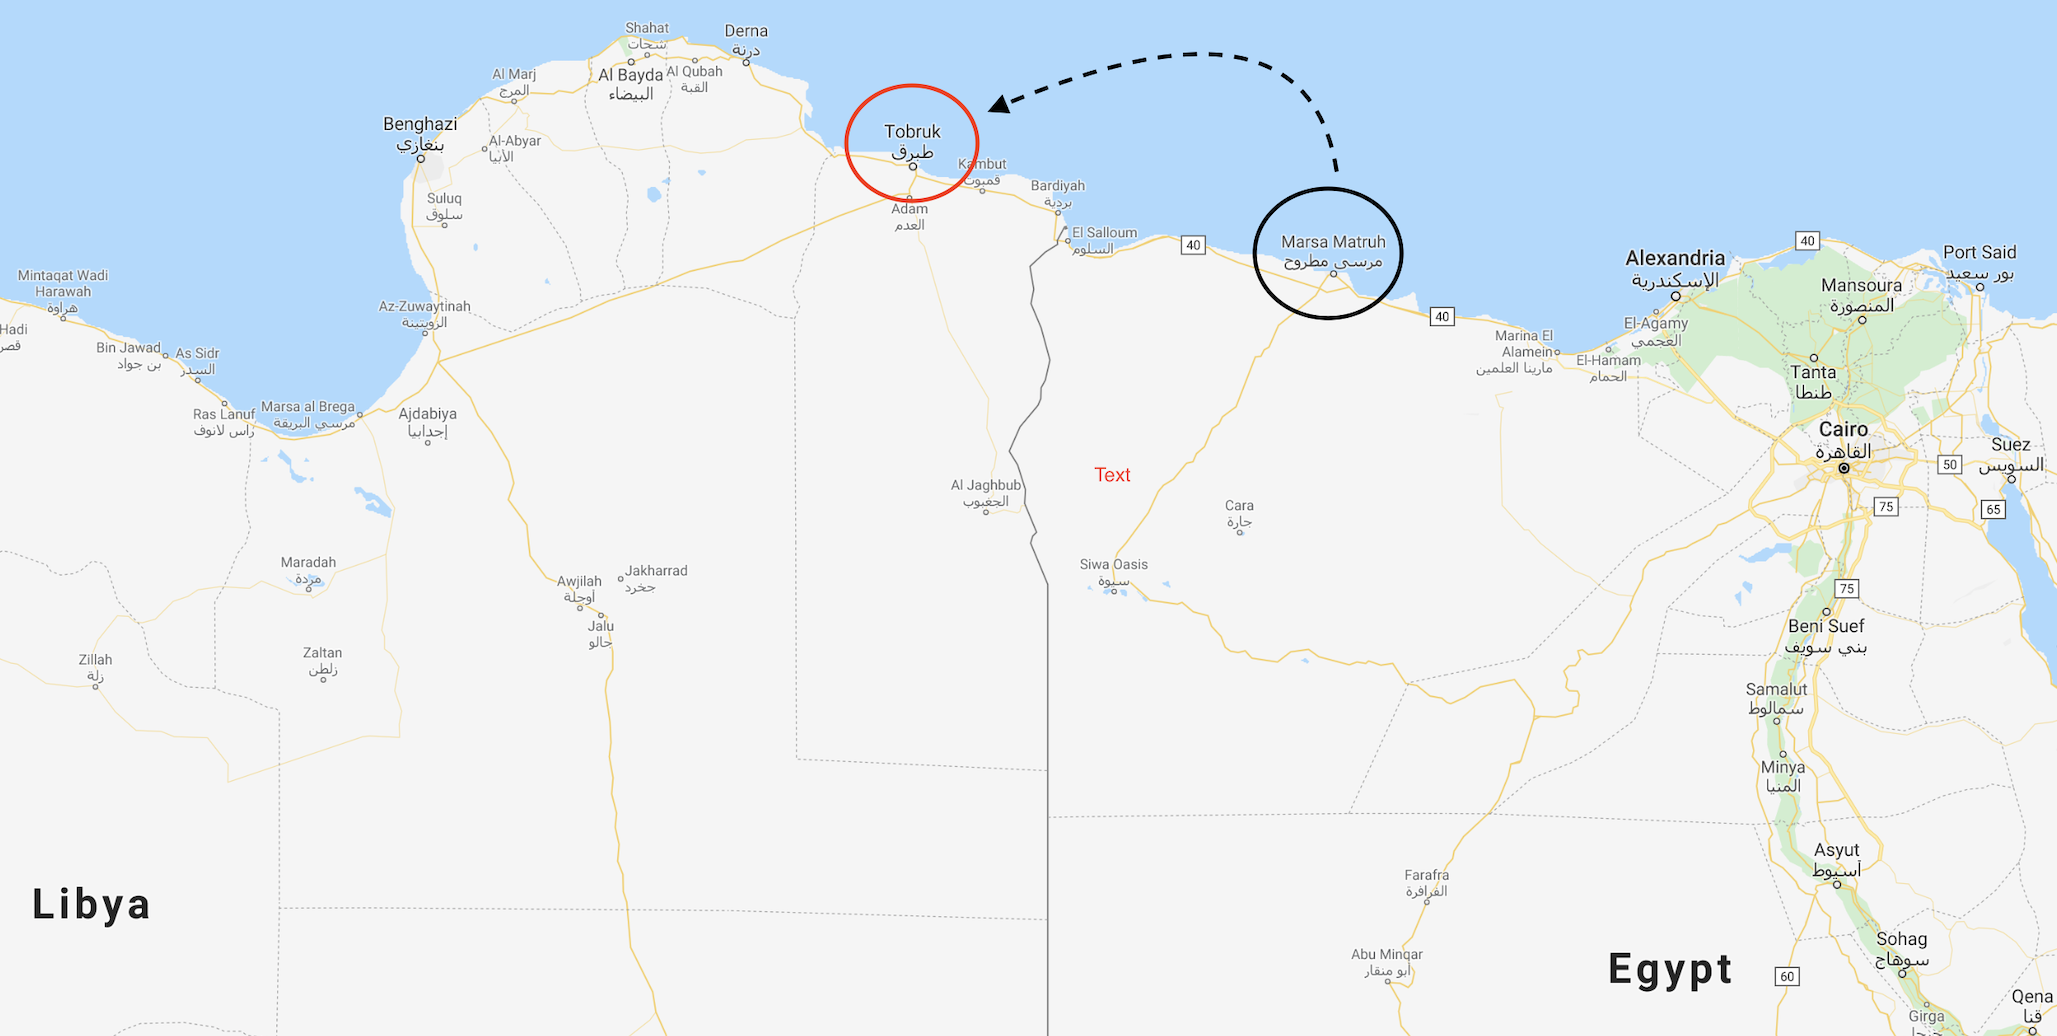 Shahat
شحات
Derna
درنة
Al Bayda
البيضاء
Al Qubah
القبة
Al Marj
المرج
Benghazi
بنغازي
Al-Abyar
الأبيار
Tobruk
طبرق
Kambut
قمبوت
Bardiyah
بردية
Suluq
سلوق
Adam
العدم
El Salloum
السلوم
40
Marsa Matruh
مرسى مطروح
40
Alexandria
الإسكندرية
Port Said
بور سعيد
Mansoura
المنصورة
Mintaqat Wadi
Harawah
هراوة
Az-Zuwaytinah
الزويتينة
40
El-Agamy
العجمي
Hadi
قصر
Bin Jawad
بن جواد
As Sidr
السدر
Marina El
Alamein
مارينا العلمين
El-Hamam
الحمام
Tanta
طنطا
Ras Lanuf
راس لانوف
Marsa al Brega
مرسي البريقة
Ajdabiya
إجدابيا
Cairo
القاهرة
Suez
السويس
50
Text
Al Jaghbub
الجغبوب
Cara
جارة
75
65
Maradah
مردة
Awjilah
أوجلة
Jakharrad
جخرد
Siwa Oasis
سيوة
75
Jalu
جالو
Beni Suef
بني سويف
Zillah
زلة
Zaltan
زلطن
Samalut
سمالوط
Minya
المنيا
Asyut
أسيوط
Farafra
الفرافرة
Libya
Sohag
سوهاج
Abu Minqar
أبو منقار
Egypt
60
Qena
قنا
Girga